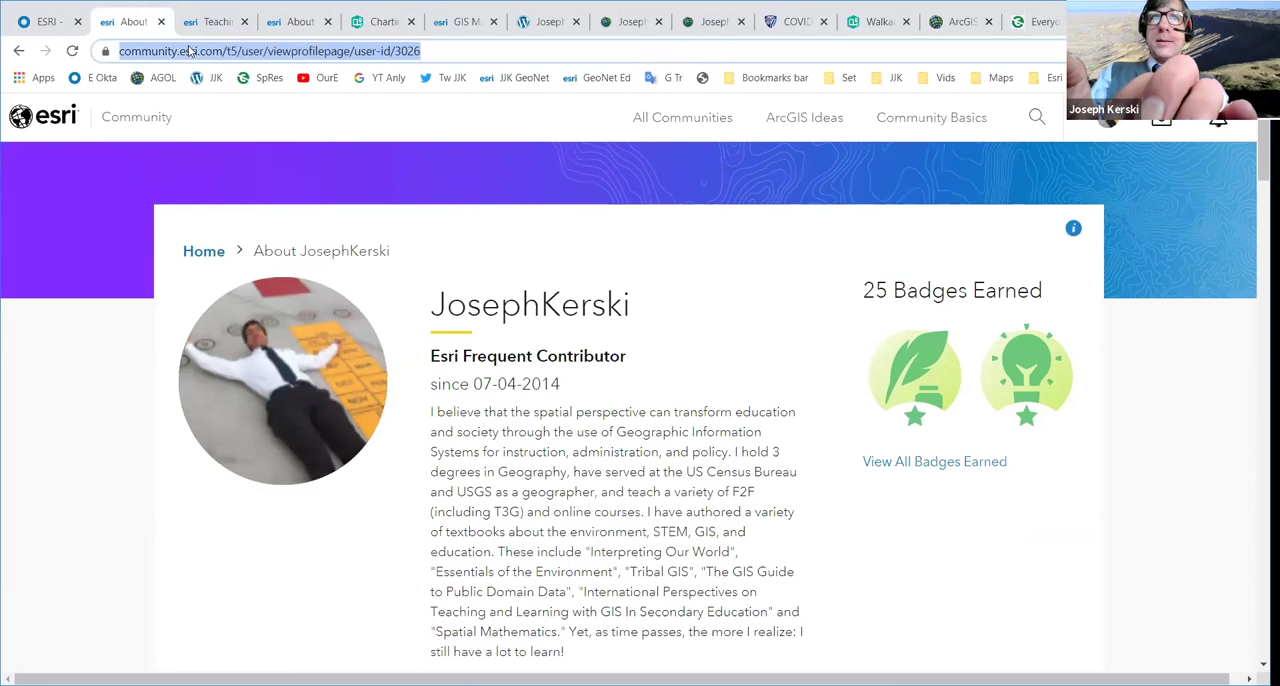 ESRI -
About
Teachi
About
Chartin
GIS M
Joseph
Joseph
Joseph
COVID
Walka
ArcGIS
Everyo
community.esri.com/t5/user/viewprofilepage/user-id/3026
Apps
E Okta
AGOL
JJK
SpRes
OurE
YT Anly
Tw JJK
esri JJK GeoNet
esri GeoNet Ed
G Tr
Bookmarks bar
Set
JJK
Vids
Maps
Esri
Joseph Kerski
esri
Community
All Communities
ArcGIS Ideas
Community Basics
Home > About JosephKerski
JosephKerski
Esri Frequent Contributor
since 07-04-2014
I believe that the spatial perspective can transform education
and society through the use of Geographic Information
Systems for instruction, administration, and policy. I hold 3
degrees in Geography, have served at the US Census Bureau
and USGS as a geographer, and teach a variety of F2F
(including T3G) and online courses. I have authored a variety
of textbooks about the environment, STEM, GIS, and
education. These include "Interpreting Our World",
"Essentials of the Environment", "Tribal GIS", "The GIS Guide
to Public Domain Data", "International Perspectives on
Teaching and Learning with GIS In Secondary Education" and
"Spatial Mathematics." Yet, as time passes, the more I realize: I
still have a lot to learn!
25 Badges Earned
View All Badges Earned